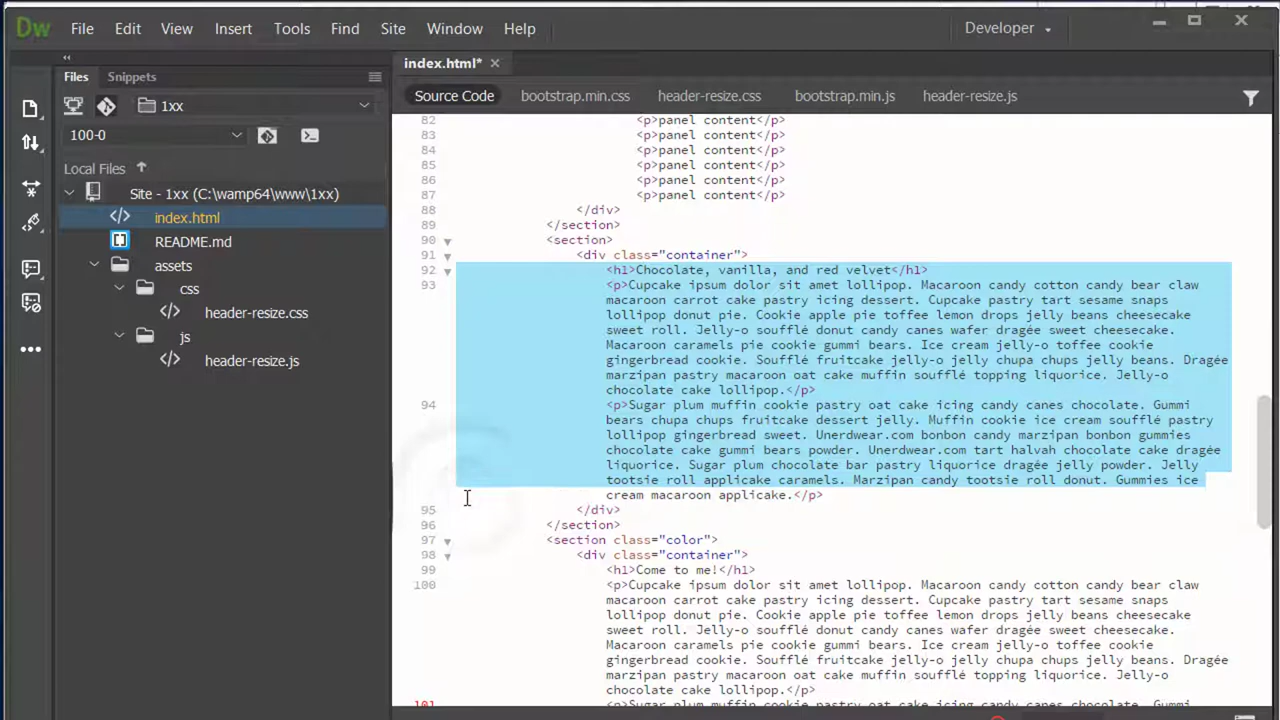 Dw File Edit View Insert Tools Find Site Window Help Developer
Files Snippets
1xx
100-0
Local Files
Site - 1xx (C:\wamp64\www\1xx)
index.html
README.md
assets
css
header-resize.css
js
header-resize.js
index.html*
Source Code bootstrap.min.css header-resize.css bootstrap.min.js header-resize.js
82 <p>panel content</p>
83 <p>panel content</p>
84 <p>panel content</p>
85 <p>panel content</p>
86 <p>panel content</p>
87 <p>panel content</p>
88 </div>
89 </section>
90 <section>
91 <div class="container">
92 <h1>Chocolate, vanilla, and red velvet</h1>
93 <p>Cupcake ipsum dolor sit amet lollipop. Macaroon candy cotton candy bear claw
macaroon carrot cake pastry icing dessert. Cupcake pastry tart sesame snaps
lollipop donut pie. Cookie apple pie toffee lemon drops jelly beans cheesecake
sweet roll. Jelly-o soufflé donut candy canes wafer dragée sweet cheesecake.
Macaroon caramels pie cookie gummi bears. Ice cream jelly-o toffee cookie
gingerbread cookie. Soufflé fruitcake jelly-o jelly chupa chups jelly beans. Dragée
marzipan pastry macaroon oat cake muffin soufflé topping liquorice. Jelly-o
chocolate cake lollipop.</p>
94 <p>Sugar plum muffin cookie pastry oat cake icing candy canes chocolate. Gummi
bears chupa chups fruitcake dessert jelly. Muffin cookie ice cream soufflé pastry
lollipop gingerbread sweet. Unerdwear.com bonbon candy marzipan bonbon gummies
chocolate cake gummi bears powder. Unerdwear.com tart halvah chocolate cake dragée
liquorice. Sugar plum chocolate bar pastry liquorice dragée jelly powder. Jelly
tootsie roll applicake caramels. Marzipan candy tootsie roll donut. Gummies ice
cream macaroon applicake.</p>
95 </div>
96 </section>
97 <section class="color">
98 <div class="container">
99 <h1>Come to me!</h1>
100 <p>Cupcake ipsum dolor sit amet lollipop. Macaroon candy cotton candy bear claw
macaroon carrot cake pastry icing dessert. Cupcake pastry tart sesame snaps
lollipop donut pie. Cookie apple pie toffee lemon drops jelly beans cheesecake
sweet roll. Jelly-o soufflé donut candy canes wafer dragée sweet cheesecake.
Macaroon caramels pie cookie gummi bears. Ice cream jelly-o toffee cookie
gingerbread cookie. Soufflé fruitcake jelly-o jelly chupa chups jelly beans. Dragée
marzipan pastry macaroon oat cake muffin soufflé topping liquorice. Jelly-o
chocolate cake lollipop.</p>
101 <p>Sugar plum muffin cookie pastry oat cake icing candy canes chocolate. Gummi